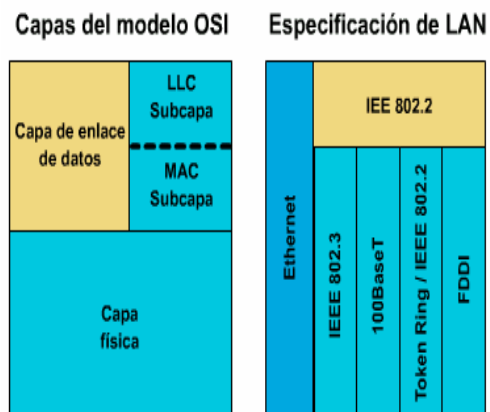 Capas del modelo OSI
Especificación de LAN
Capa de enlace
de datos
LLC
Subcapa
MAC
Subcapa
Capa
física
Ethernet
IEE 802.2
IEEE 802.3
100BaseT
Token Ring / IEEE 802.2
FDDI